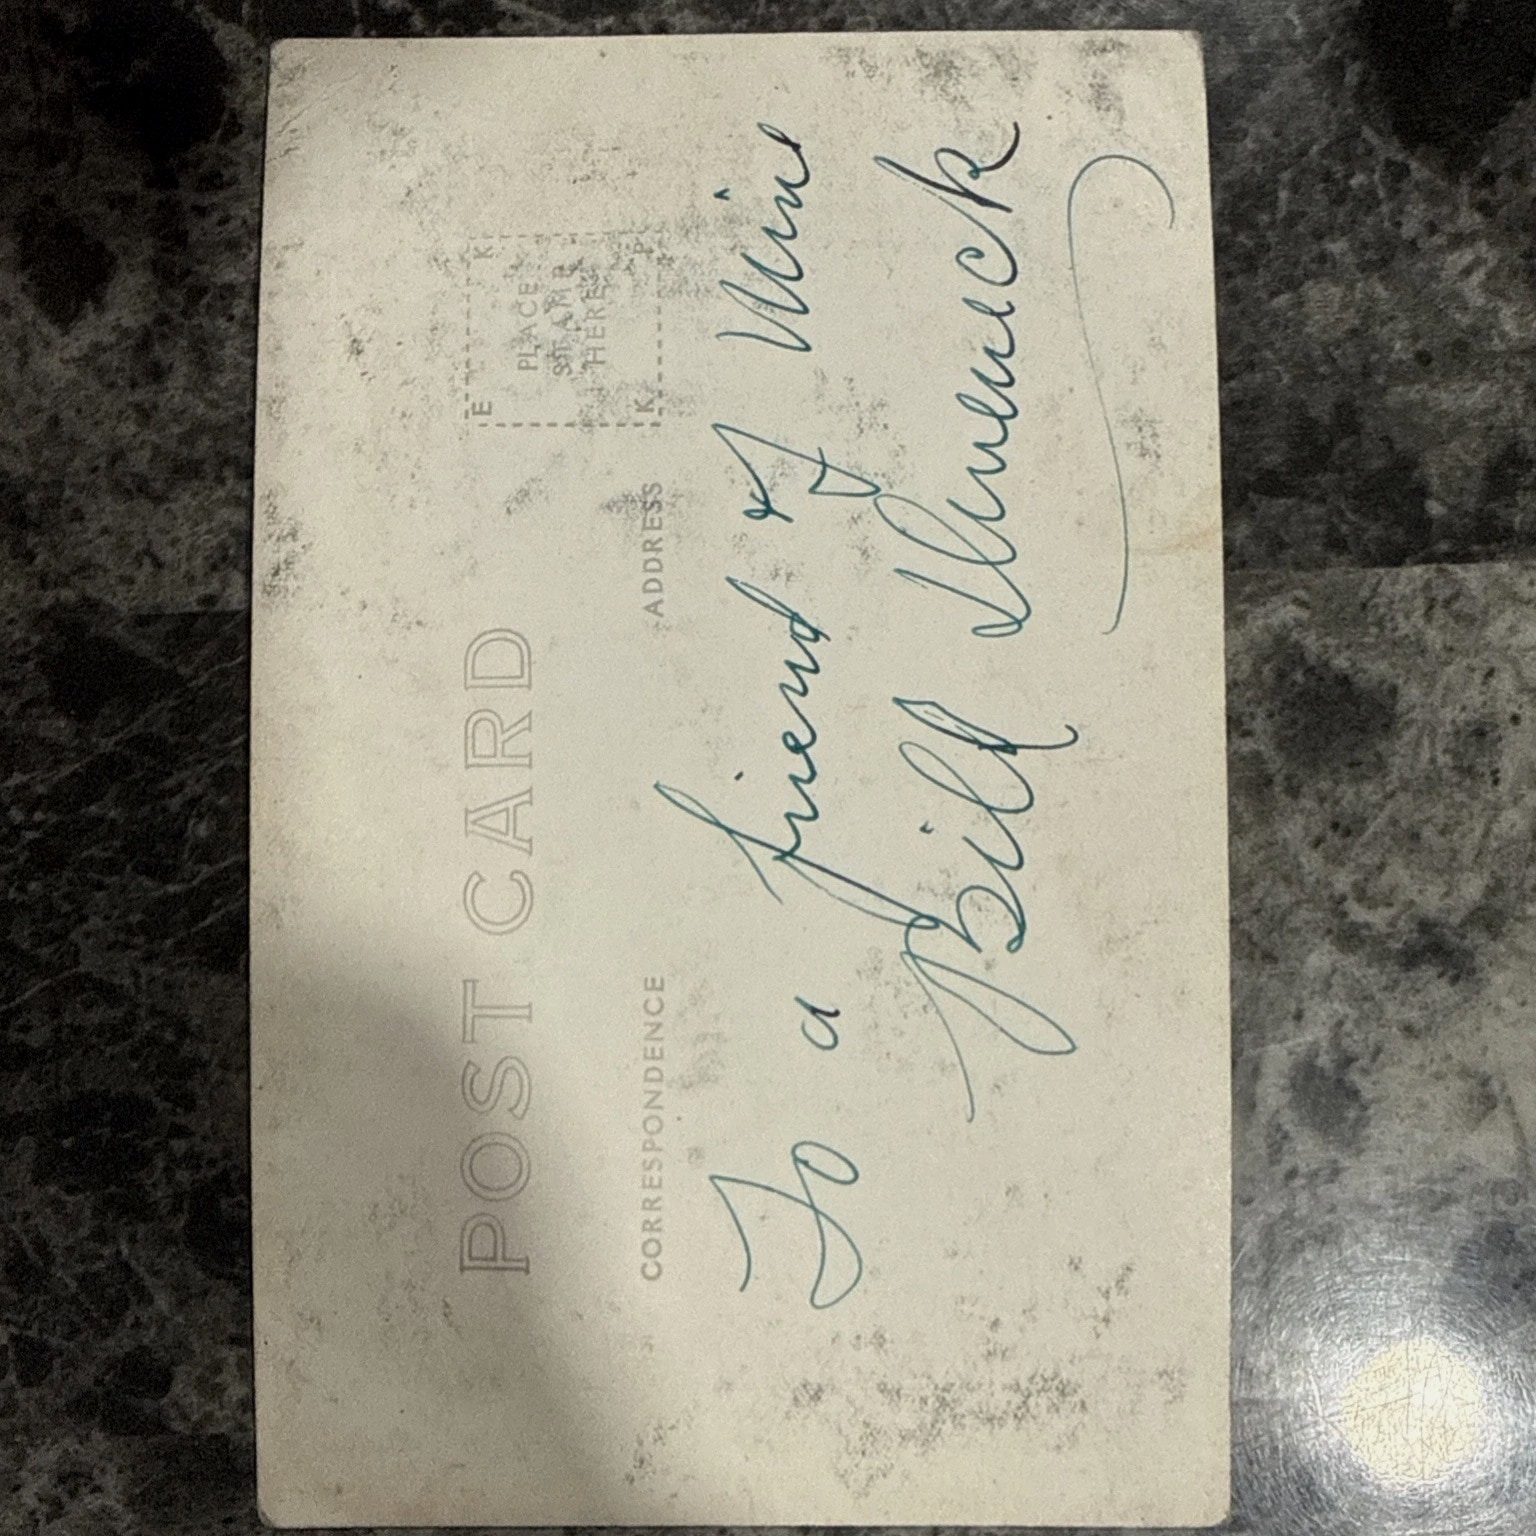 POST CARD
E K
PLACE
STAMP
HERE
K P
CORRESPONDENCE ADDRESS
To a friend of Mine
Bill